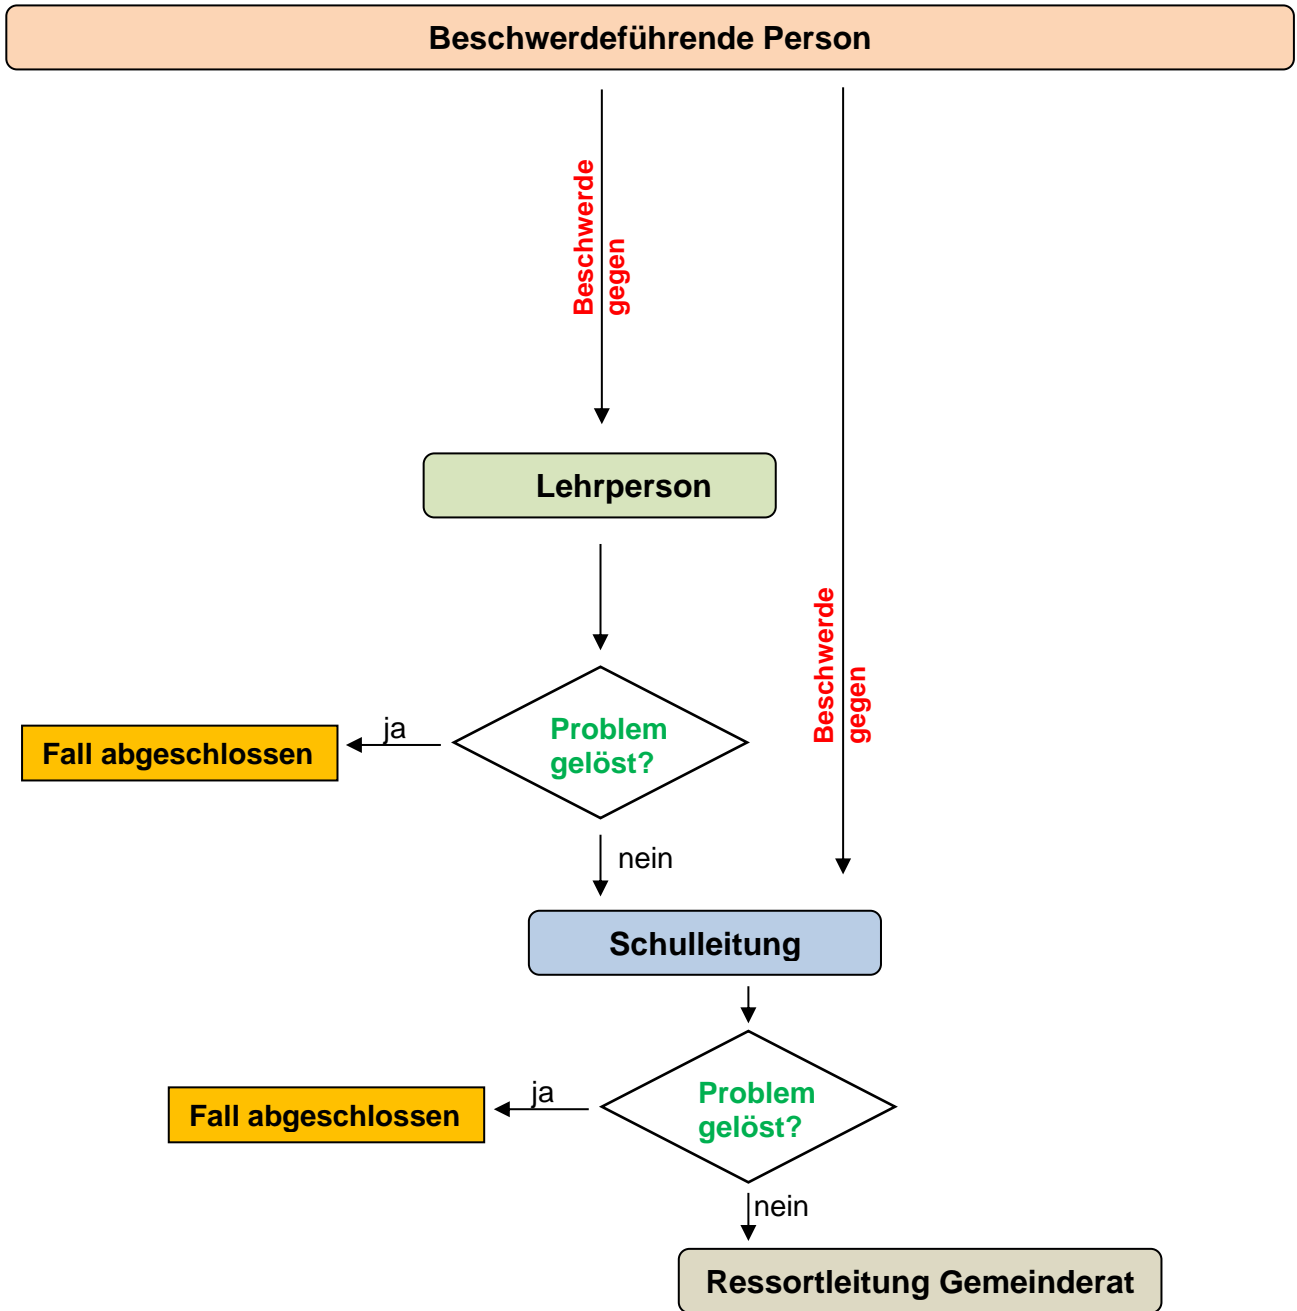 Beschwerdeführende Person
Beschwerde
gegen
Lehrperson
Beschwerde
gegen
Problem
gelöst?
ja
Fall abgeschlossen
nein
Schulleitung
Problem
gelöst?
ja
Fall abgeschlossen
nein
Ressortleitung Gemeinderat